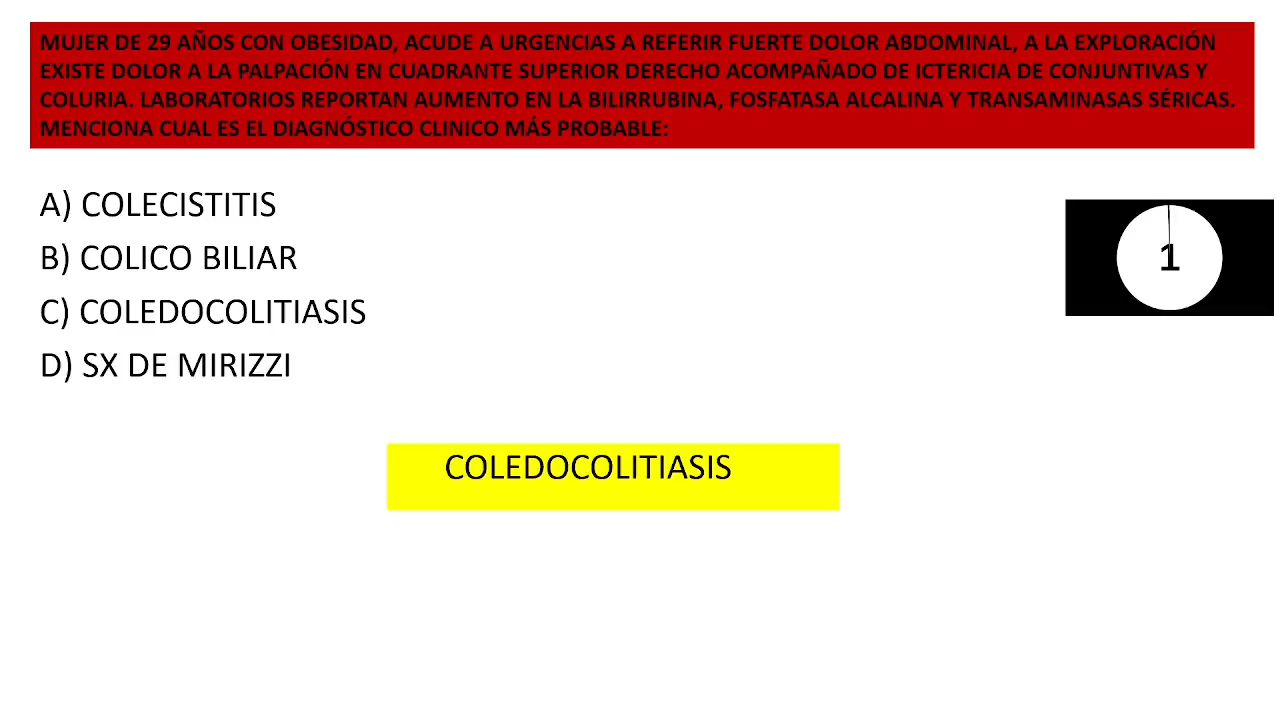 MUJER DE 29 AÑOS CON OBESIDAD, ACUDE A URGENCIAS A REFERIR FUERTE DOLOR ABDOMINAL, A LA EXPLORACIÓN
EXISTE DOLOR A LA PALPACIÓN EN CUADRANTE SUPERIOR DERECHO ACOMPAÑADO DE ICTERICIA DE CONJUNTIVAS Y
COLURIA. LABORATORIOS REPORTAN AUMENTO EN LA BILIRRUBINA, FOSFATASA ALCALINA Y TRANSAMINASAS SÉRICAS.
MENCIONA CUAL ES EL DIAGNÓSTICO CLINICO MÁS PROBABLE:
A) COLECISTITIS
B) COLICO BILIAR
C) COLEDOCOLITIASIS
D) SX DE MIRIZZI
1
COLEDOCOLITIASIS